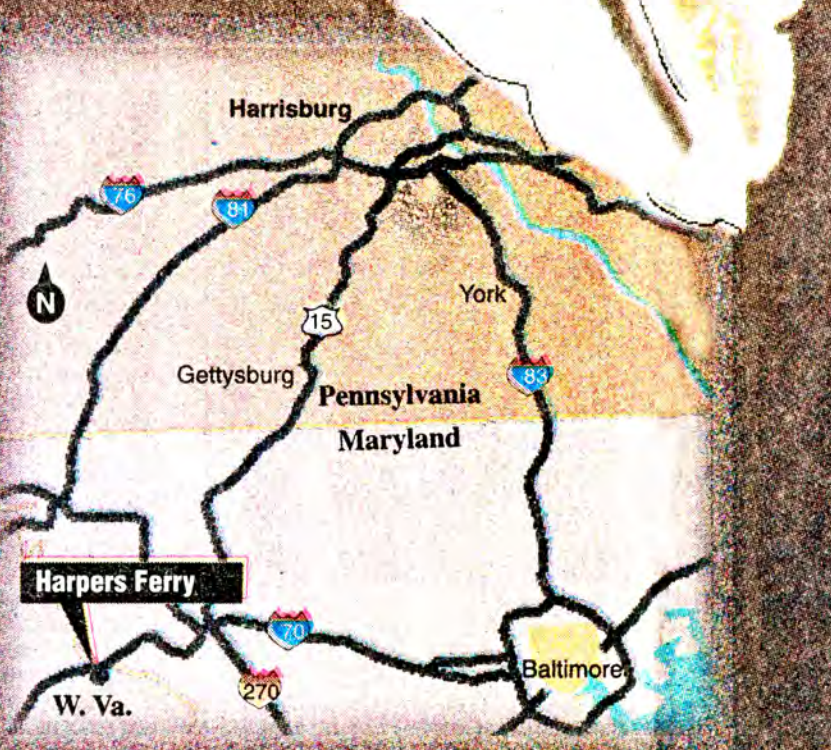 Harrisburg
76
81
N
York
15
Gettysburg
83
Pennsylvania
Maryland
Harpers Ferry
70
Baltimore
270
W. Va.